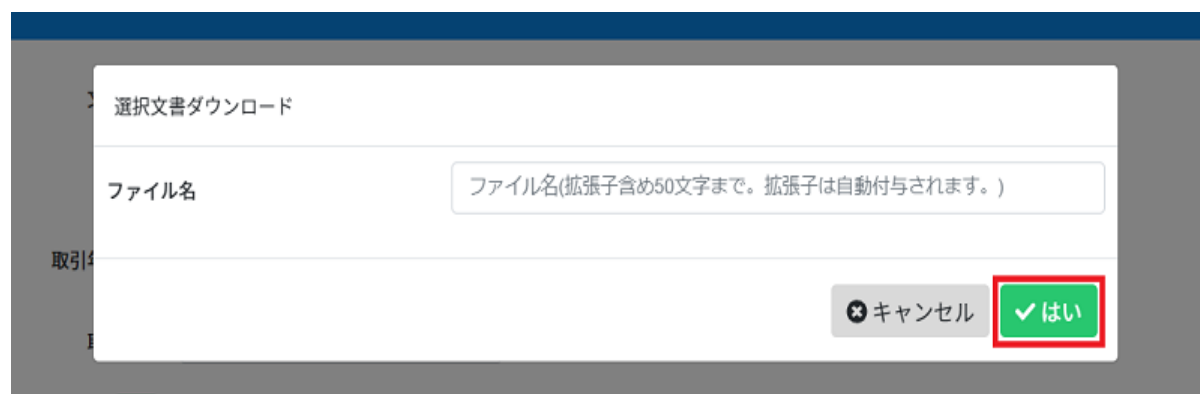 選択文書ダウンロード
ファイル名
ファイル名(拡張子含め50文字まで。拡張子は自動付与されます。)
取引
キャンセル
はい